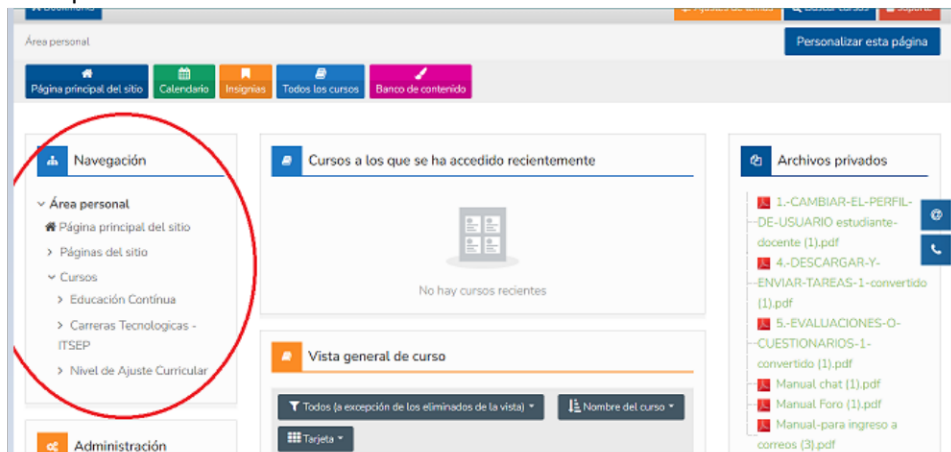 Área personal
Personalizar esta página
Página principal del sitio
Calendario
Insignias
Todos los cursos
Banco de contenido
Navegación
Área personal
Página principal del sitio
Páginas del sitio
Cursos
Educación Contínua
Carreras Tecnologicas -
ITSEP
Nivel de Ajuste Curricular
Administración
Cursos a los que se ha accedido recientemente
No hay cursos recientes
Vista general de curso
Todos (a excepción de los eliminados de la vista)
Nombre del curso
Tarjeta
Archivos privados
1.-CAMBIAR-EL-PERFIL-
DE-USUARIO estudiante-
docente (1).pdf
4.-DESCARGAR-Y-
ENVIAR-TAREAS-1-convertido
(1).pdf
5.-EVALUACIONES-O-
CUESTIONARIOS-1-
convertido (1).pdf
Manual chat (1).pdf
Manual Foro (1).pdf
Manual-para ingreso a
correos (3).pdf